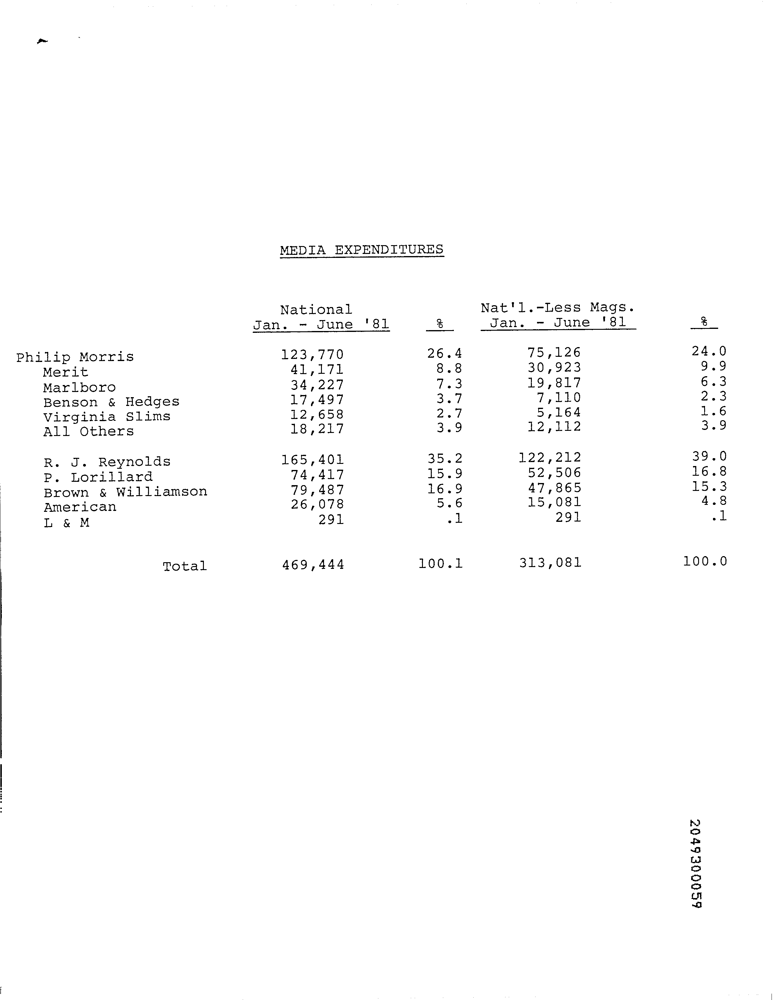 MEDIA EXPENDITURES
National Nat'l.-Less Mags.
Jan. - June '81 % Jan. - June '81 %
Philip Morris 123,770 26.4 75,126 24.0
Merit 41,171 8.8 30,923 9.9
Marlboro 34,227 7.3 19,817 6.3
Benson & Hedges 17,497 3.7 7,110 2.3
Virginia Slims 12,658 2.7 5,164 1.6
All Others 18,217 3.9 12,112 3.9
R. J. Reynolds 165,401 35.2 122,212 39.0
P. Lorillard 74,417 15.9 52,506 16.8
Brown & Williamson 79,487 16.9 47,865 15.3
American 26,078 5.6 15,081 4.8
L & M 291 .1 291 .1
Total 469,444 100.1 313,081 100.0
2049300059